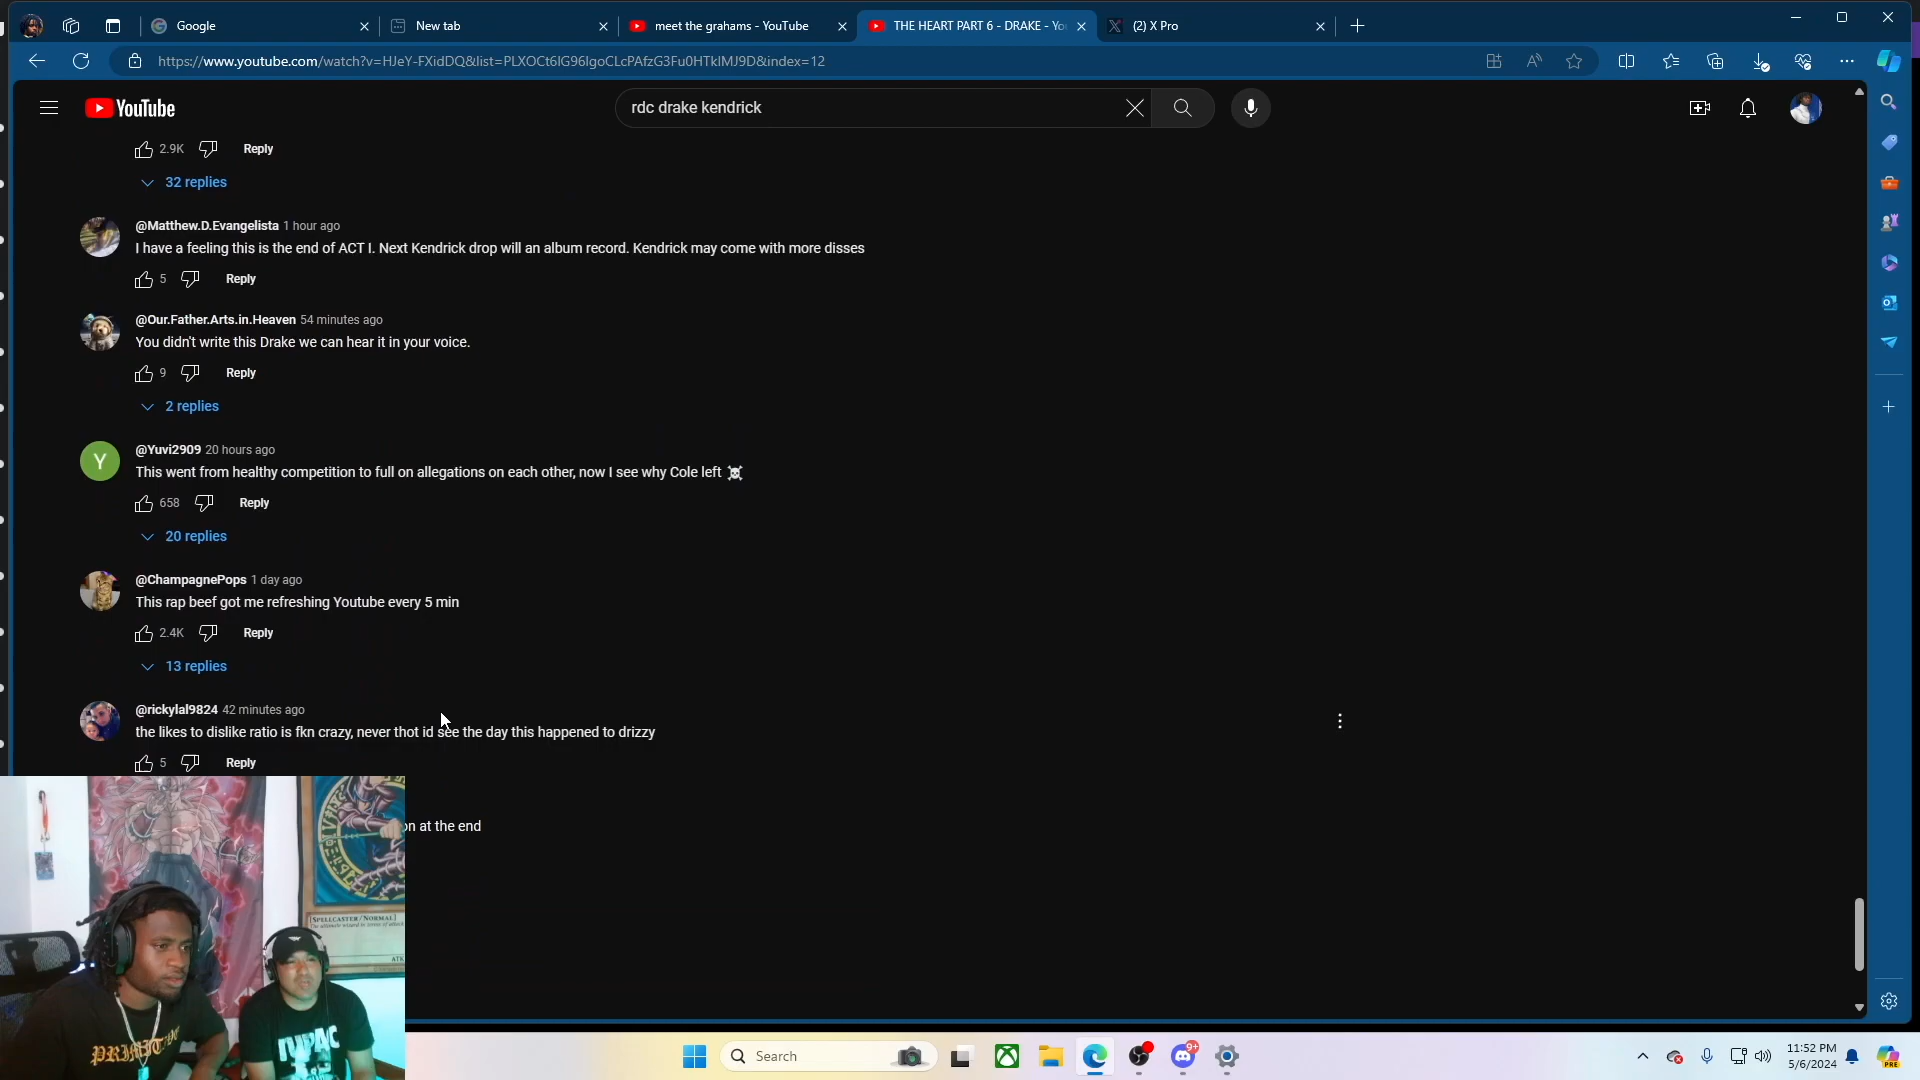 Google
New tab
meet the grahams - YouTube
THE HEART PART 6 - DRAKE - Yo
(2) X Pro
https://www.youtube.com/watch?v=HJeY-FXidDQ&list=PLXOCt6IG96IgoCLcPAfzG3Fu0HTklMJ9D&index=12
YouTube
rdc drake kendrick
2.9K Reply
32 replies
@Matthew.D.Evangelista 1 hour ago
I have a feeling this is the end of ACT I. Next Kendrick drop will an album record. Kendrick may come with more disses
5 Reply
@Our.Father.Arts.in.Heaven 54 minutes ago
You didn't write this Drake we can hear it in your voice.
9 Reply
2 replies
Y
@Yuvi2909 20 hours ago
This went from healthy competition to full on allegations on each other, now I see why Cole left ☠️
658 Reply
20 replies
@ChampagnePops 1 day ago
This rap beef got me refreshing Youtube every 5 min
2.4K Reply
13 replies
@rickylal9824 42 minutes ago
the likes to dislike ratio is fkn crazy, never thot id see the day this happened to drizzy
5 Reply
on at the end
[SPELLCASTER/NORMAL]
ATK
Search
9+
11:52 PM
5/6/2024
PRE